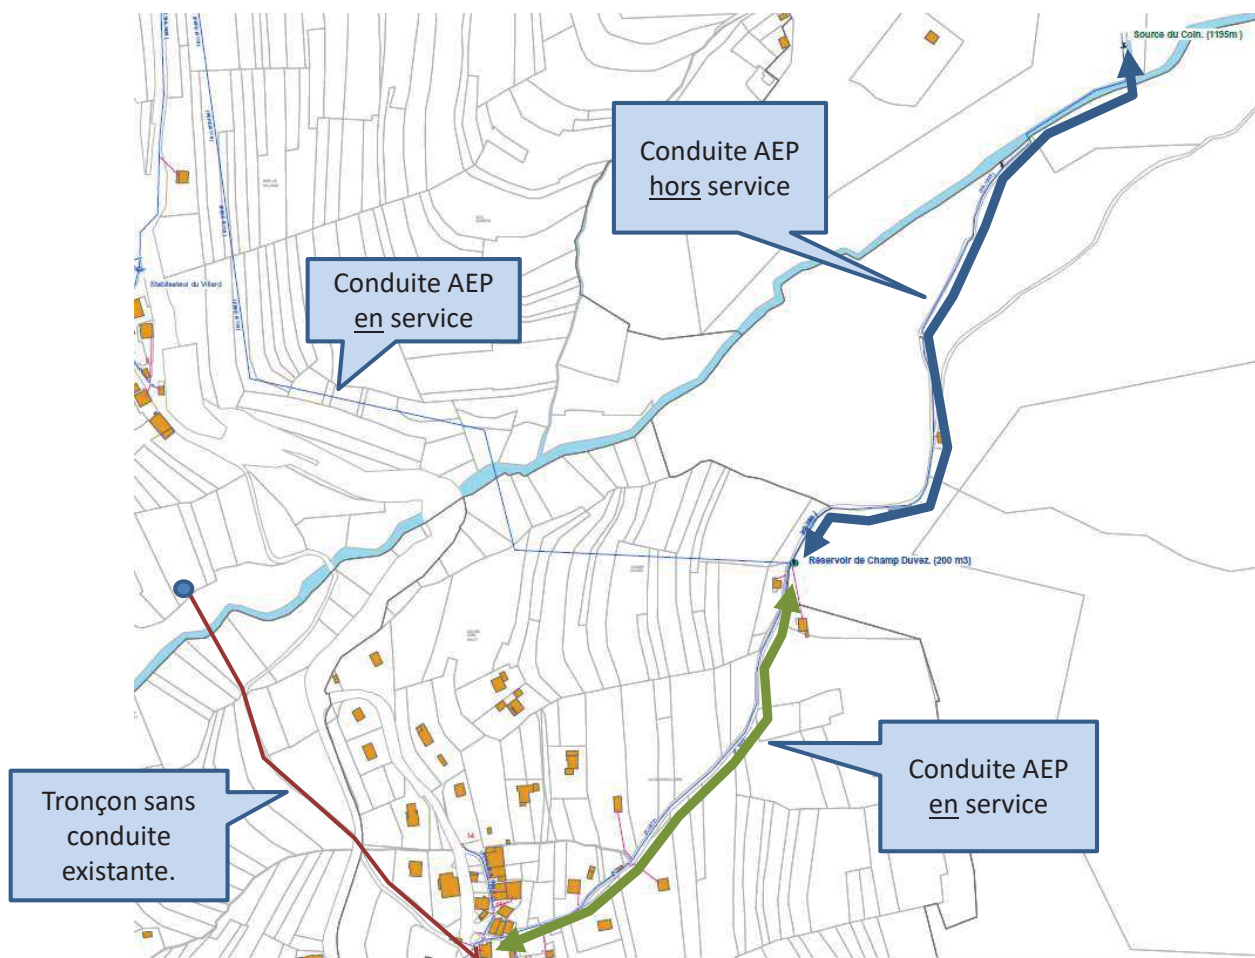 Source du Coin. (1195m )
Conduite AEP
hors service
Stabilisateur du Villard
Conduite AEP
en service
Réservoir de Champ Duvez. (200 m3)
Conduite AEP
en service
Tronçon sans
conduite
existante.
14